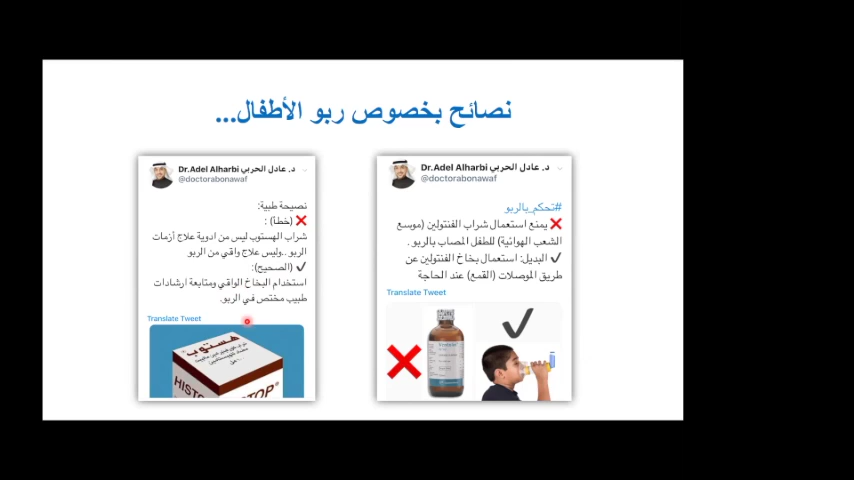 نصائح بخصوص ربو الأطفال...
Dr.Adel Alharbi د. عادل الحربي
@doctorabonawaf
#تحكم_بالربو
❌ يمنع استعمال شراب الفنتولين (موسع
الشعب الهوائية) للطفل المصاب بالربو .
✔ البديل: استعمال بخاخ الفنتولين عن
طريق الموصلات (القمع) عند الحاجة
Translate Tweet
Dr.Adel Alharbi د. عادل الحربي
@doctorabonawaf
نصيحة طبية:
❌ (خطأ) :
شراب الهستوب ليس من ادوية علاج أزمات
الربو ..وليس علاج واقي من الربو
✔ (الصحيح):
استخدام البخاخ الواقي ومتابعة ارشادات
طبيب مختص في الربو.
Translate Tweet
هستوب
HISTOP